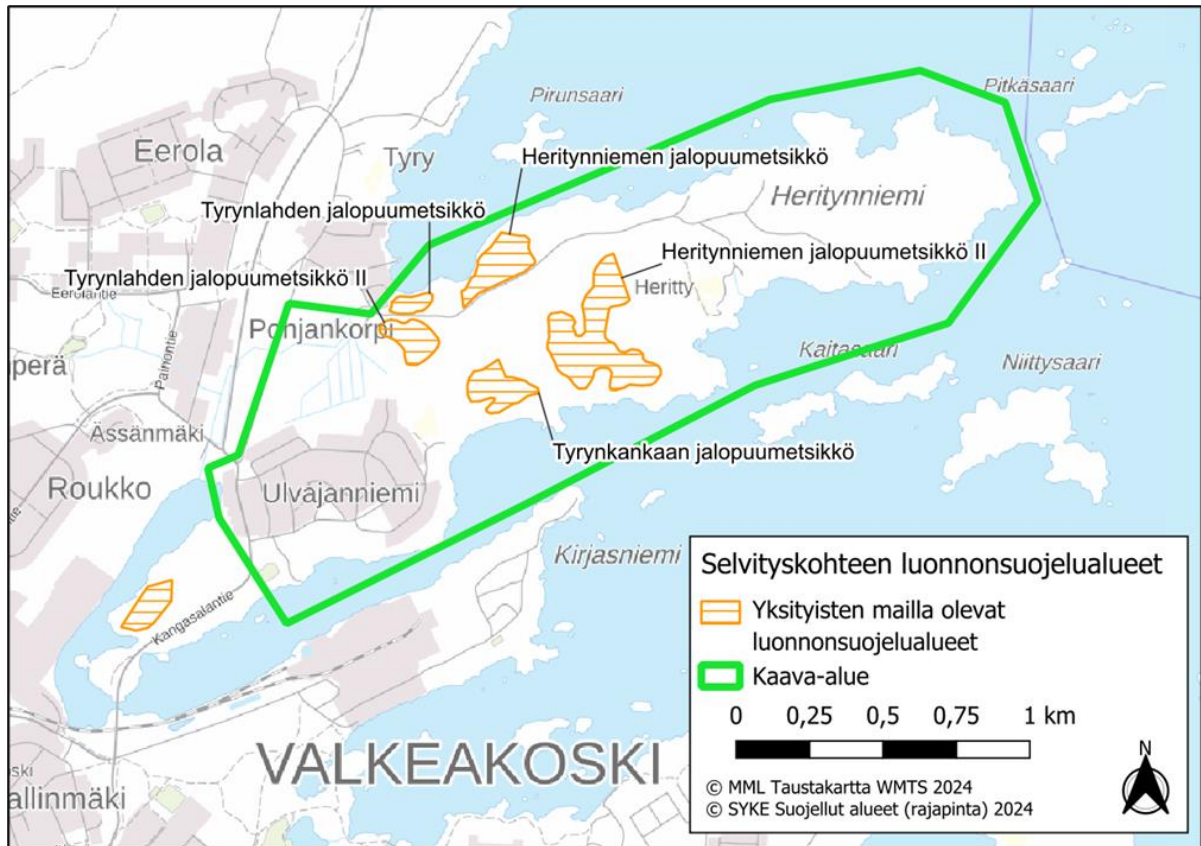 Pirunsaari
Pitkäsaari
Eerola
Tyry
Heritynniemen jalopuumetsikkö
Heritynniemi
Tyrynlahden jalopuumetsikkö
Heritynniemen jalopuumetsikkö II
Tyrynlahden jalopuumetsikkö II
Heritty
Eerolantie
Pohjankorpi
Painontie
Kaitasaari
Niittysaari
nperä
Ässänmäki
Tyrynkankaan jalopuumetsikkö
Roukko
Ulvajanniemi
Kirjasniemi
Kangasalantie
VALKEAKOSKI
oski
allinmäki
Selvityskohteen luonnonsuojelualueet
Yksityisten mailla olevat
luonnonsuojelualueet
Kaava-alue
0 0,25 0,5 0,75 1 km
N
© MML Taustakartta WMTS 2024
© SYKE Suojellut alueet (rajapinta) 2024